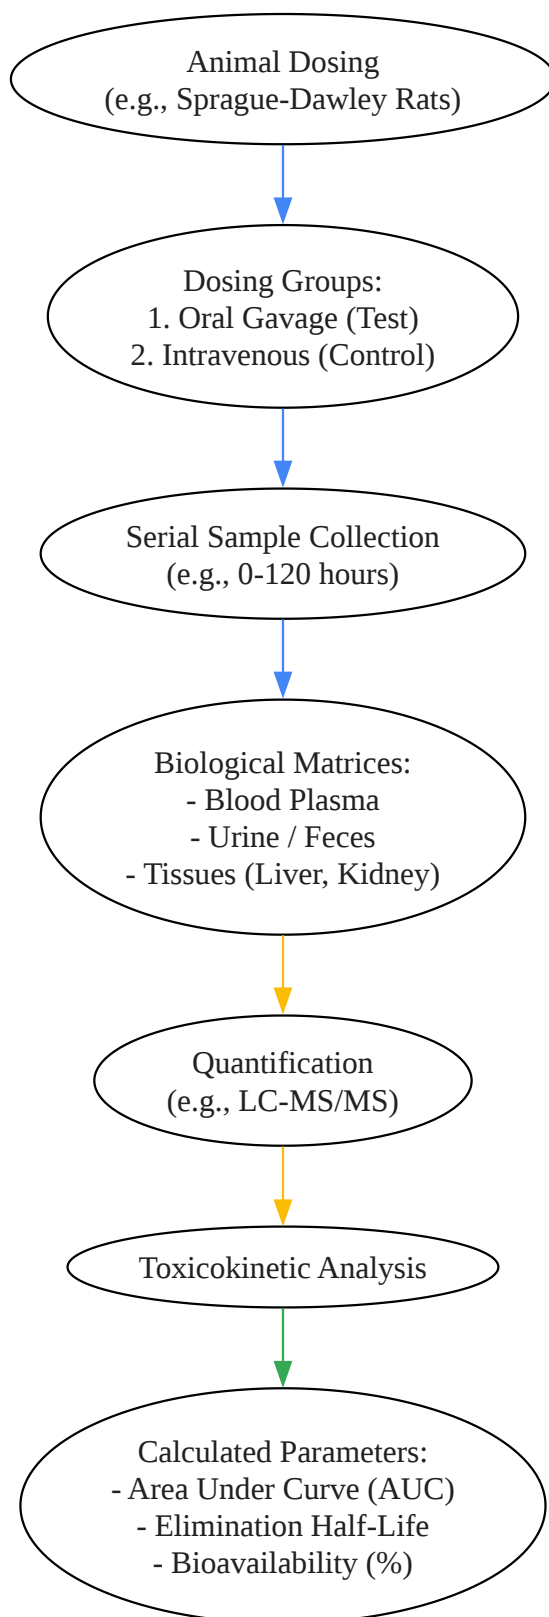 Animal Dosing
(e.g., Sprague-Dawley Rats)
Dosing Groups:
1. Oral Gavage (Test)
2. Intravenous (Control)
Serial Sample Collection
(e.g., 0-120 hours)
Biological Matrices:
- Blood Plasma
- Urine / Feces
- Tissues (Liver, Kidney)
Quantification
(e.g., LC-MS/MS)
Toxicokinetic Analysis
Calculated Parameters:
- Area Under Curve (AUC)
- Elimination Half-Life
- Bioavailability (%)